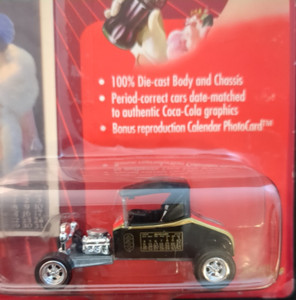 • 100% Die-cast Body and Chassis
• Period-correct cars date-matched
to authentic Coca-Cola graphics
• Bonus reproduction Calendar PhotoCard™